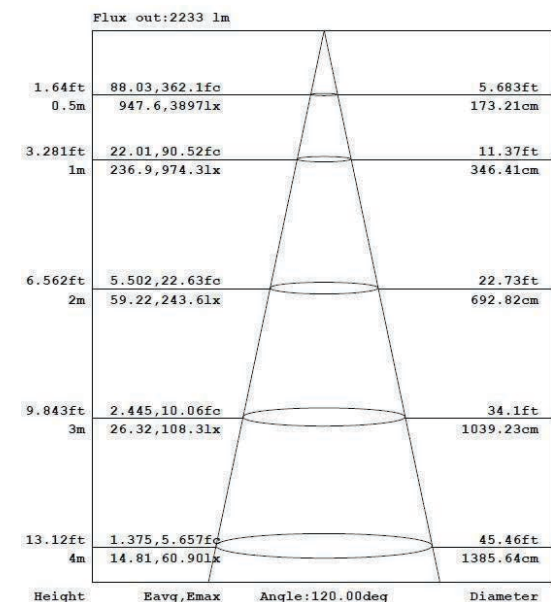 Flux out:2233 lm
1.64ft 88.03,362.1fc 5.683ft
0.5m 947.6,3897lx 173.21cm
3.281ft 22.01,90.52fc 11.37ft
1m 236.9,974.3lx 346.41cm
6.562ft 5.502,22.63fc 22.73ft
2m 59.22,243.6lx 692.82cm
9.843ft 2.445,10.06fc 34.1ft
3m 26.32,108.3lx 1039.23cm
13.12ft 1.375,5.657fc 45.46ft
4m 14.81,60.90lx 1385.64cm
Height Eavg,Emax Angle:120.00deg Diameter